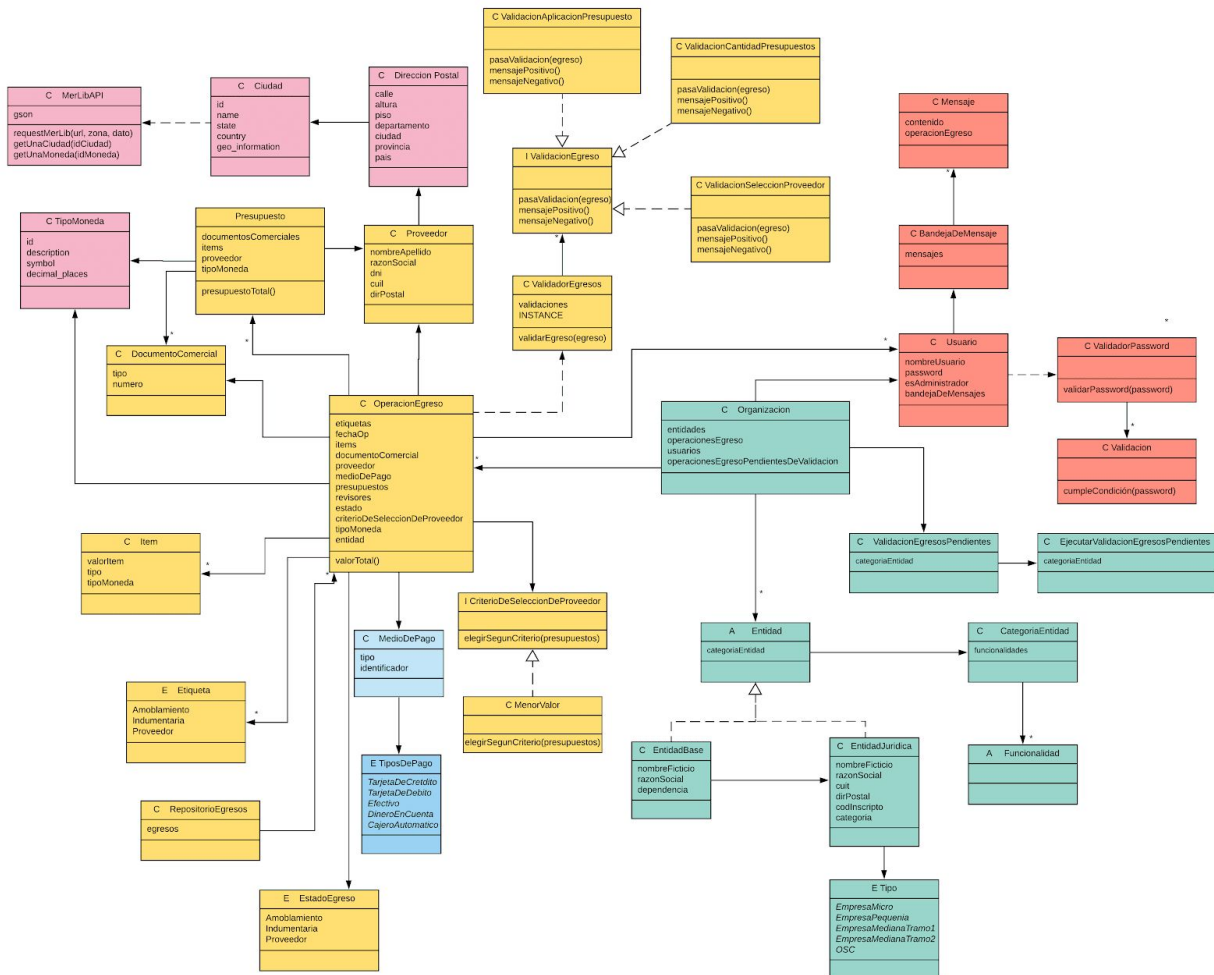 C ValidacionAplicacionPresupuesto
pasaValidacion(egreso)
mensajePositivo()
mensajeNegativo()
C ValidacionCantidadPresupuestos
pasaValidacion(egreso)
mensajePositivo()
mensajeNegativo()
C MerLibAPI
gson
requestMerLib(url, zona, dato)
getUnaCiudad(idCiudad)
getUnaMoneda(idMoneda)
C Ciudad
id
name
state
country
geo_information
C Direccion Postal
calle
altura
piso
departamento
ciudad
provincia
pais
C Mensaje
contenido
operacionEgreso
*
I ValidacionEgreso
pasaValidacion(egreso)
mensajePositivo()
mensajeNegativo()
*
C ValidacionSeleccionProveedor
pasaValidacion(egreso)
mensajePositivo()
mensajeNegativo()
C TipoMoneda
id
description
symbol
decimal_places
Presupuesto
documentosComerciales
items
proveedor
tipoMoneda
presupuestoTotal()
C Proveedor
nombreApellido
razonSocial
dni
cuil
dirPostal
C BandejaDeMensaje
mensajes
C ValidadorEgresos
validaciones
INSTANCE
validarEgreso(egreso)
*
*
*
*
C DocumentoComercial
tipo
numero
C Usuario
nombreUsuario
password
esAdministrador
bandejaDeMensajes
C ValidadorPassword
validarPassword(password)
*
C OperacionEgreso
etiquetas
fechaOp
items
documentoComercial
proveedor
medioDePago
presupuestos
revisores
estado
criterioDeSeleccionDeProveedor
tipoMoneda
entidad
valorTotal()
*
*
C Organizacion
entidades
operacionesEgreso
usuarios
operacionesEgresoPendientesDeValidacion
C Validacion
cumpleCondición(password)
C Item
valorItem
tipo
tipoMoneda
*
C ValidacionEgresosPendientes
categoriaEntidad
C EjecutarValidacionEgresosPendientes
categoriaEntidad
I CriterioDeSeleccionDeProveedor
elegirSegunCriterio(presupuestos)
*
C MedioDePago
tipo
identificador
A Entidad
categoriaEntidad
C CategoriaEntidad
funcionalidades
*
E Etiqueta
Amoblamiento
Indumentaria
Proveedor
*
C MenorValor
elegirSegunCriterio(presupuestos)
C EntidadBase
nombreFicticio
razonSocial
dependencia
C EntidadJuridica
nombreFicticio
razonSocial
cuit
dirPostal
codInscripto
categoria
A Funcionalidad
E TiposDePago
TarjetaDeCretdito
TarjetaDeDebito
Efectivo
DineroEnCuenta
CajeroAutomatico
C RepositorioEgresos
egresos
E EstadoEgreso
Amoblamiento
Indumentaria
Proveedor
E Tipo
EmpresaMicro
EmpresaPequenia
EmpresaMedianaTramo1
EmpresaMedianaTramo2
OSC